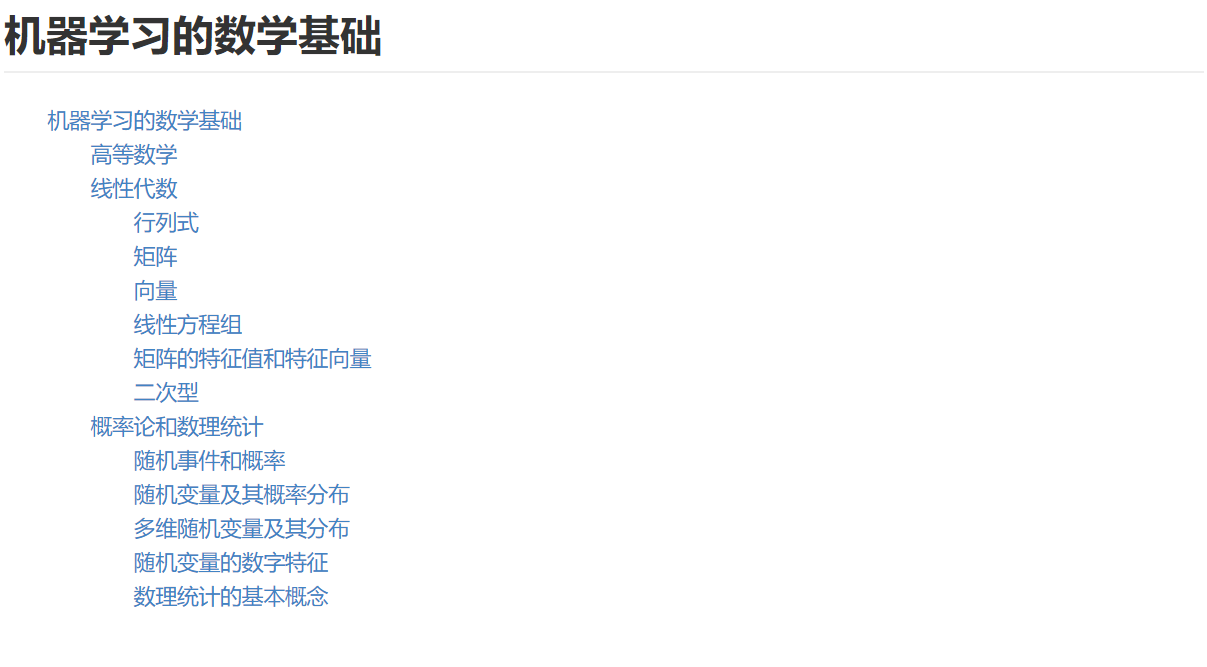 机器学习的数学基础
机器学习的数学基础
高等数学
线性代数
行列式
矩阵
向量
线性方程组
矩阵的特征值和特征向量
二次型
概率论和数理统计
随机事件和概率
随机变量及其概率分布
多维随机变量及其分布
随机变量的数字特征
数理统计的基本概念